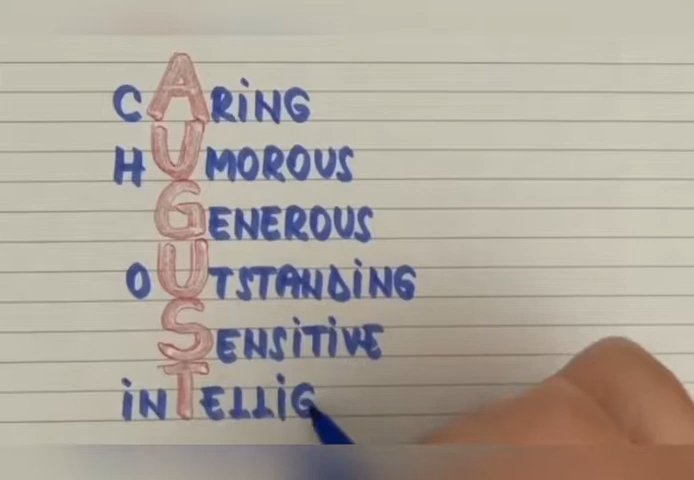 CARiNG
HUMOROUS
GENEROUS
OUTSTANDiNG
SENSiTiVE
iNTELLiG